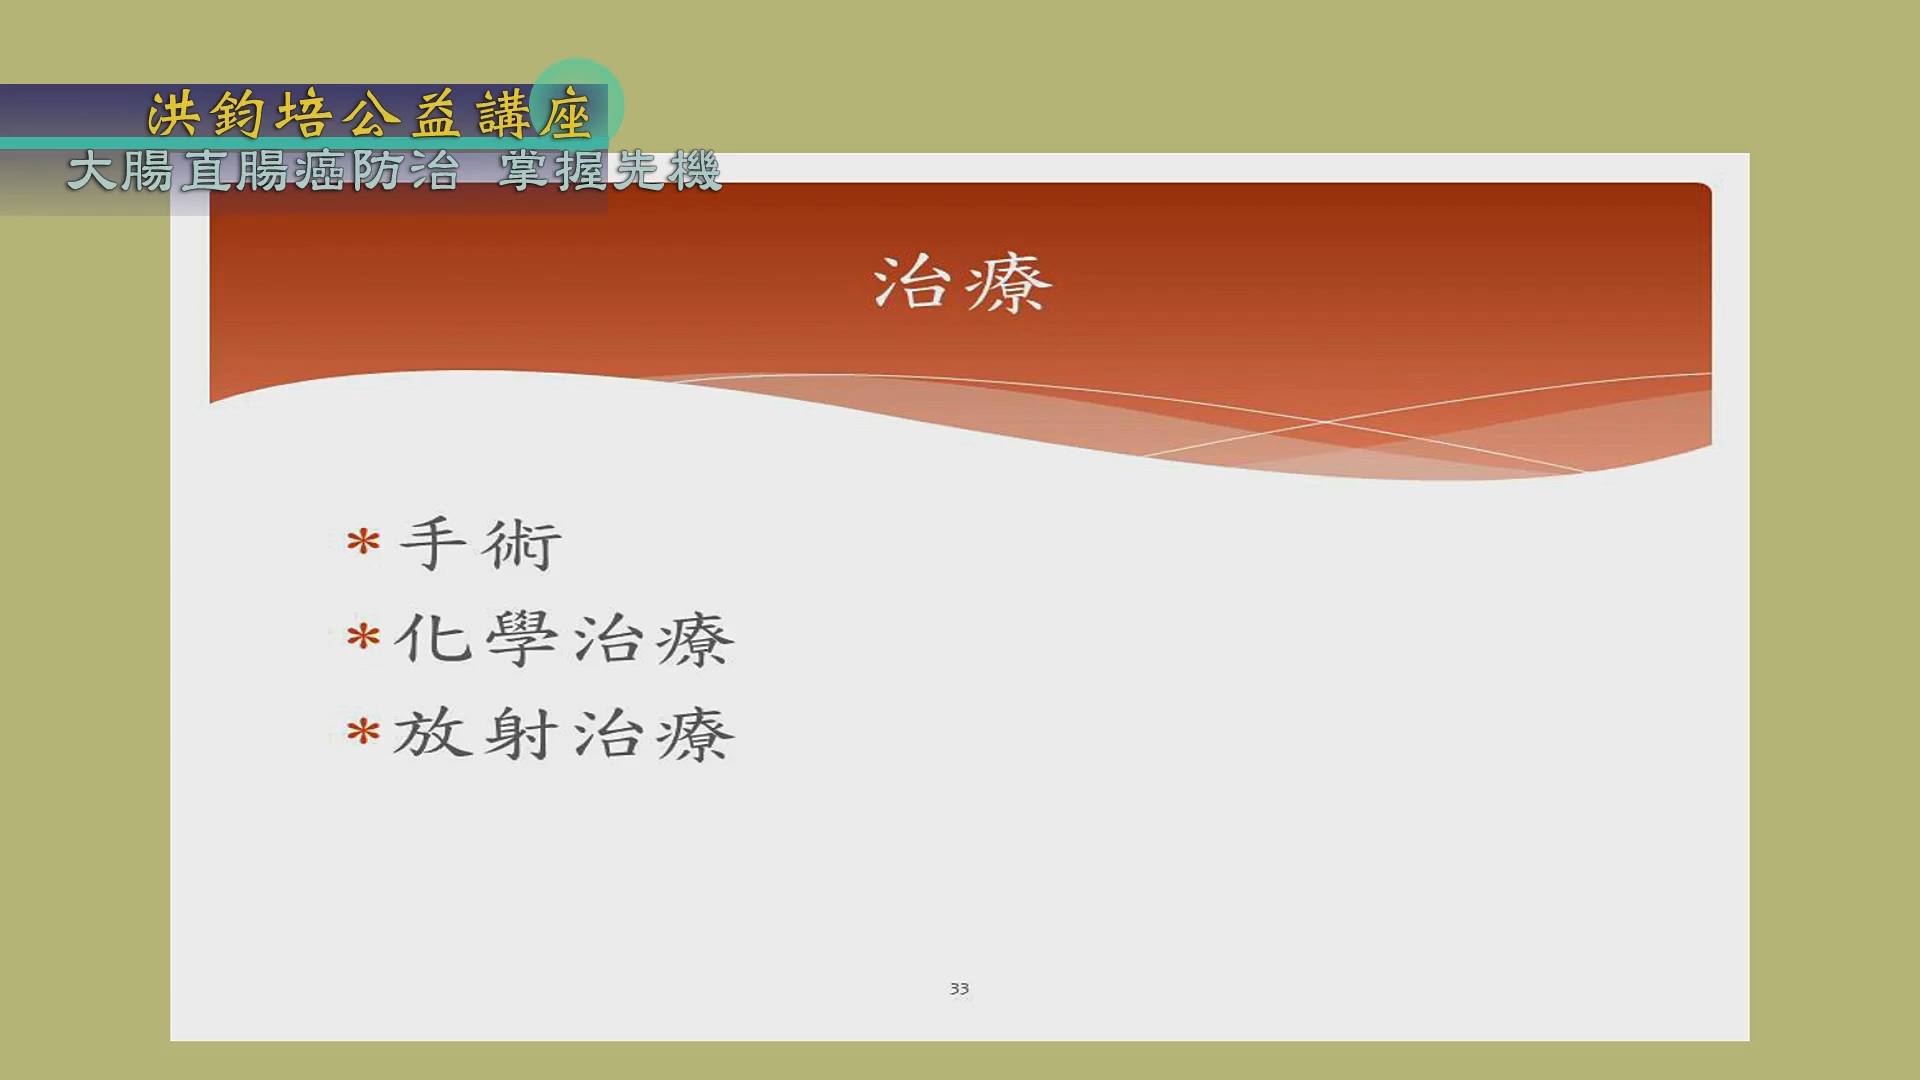 洪鈞培公益講座
大腸直腸癌防治 掌握先機
治療
* 手術
* 化學治療
* 放射治療
33